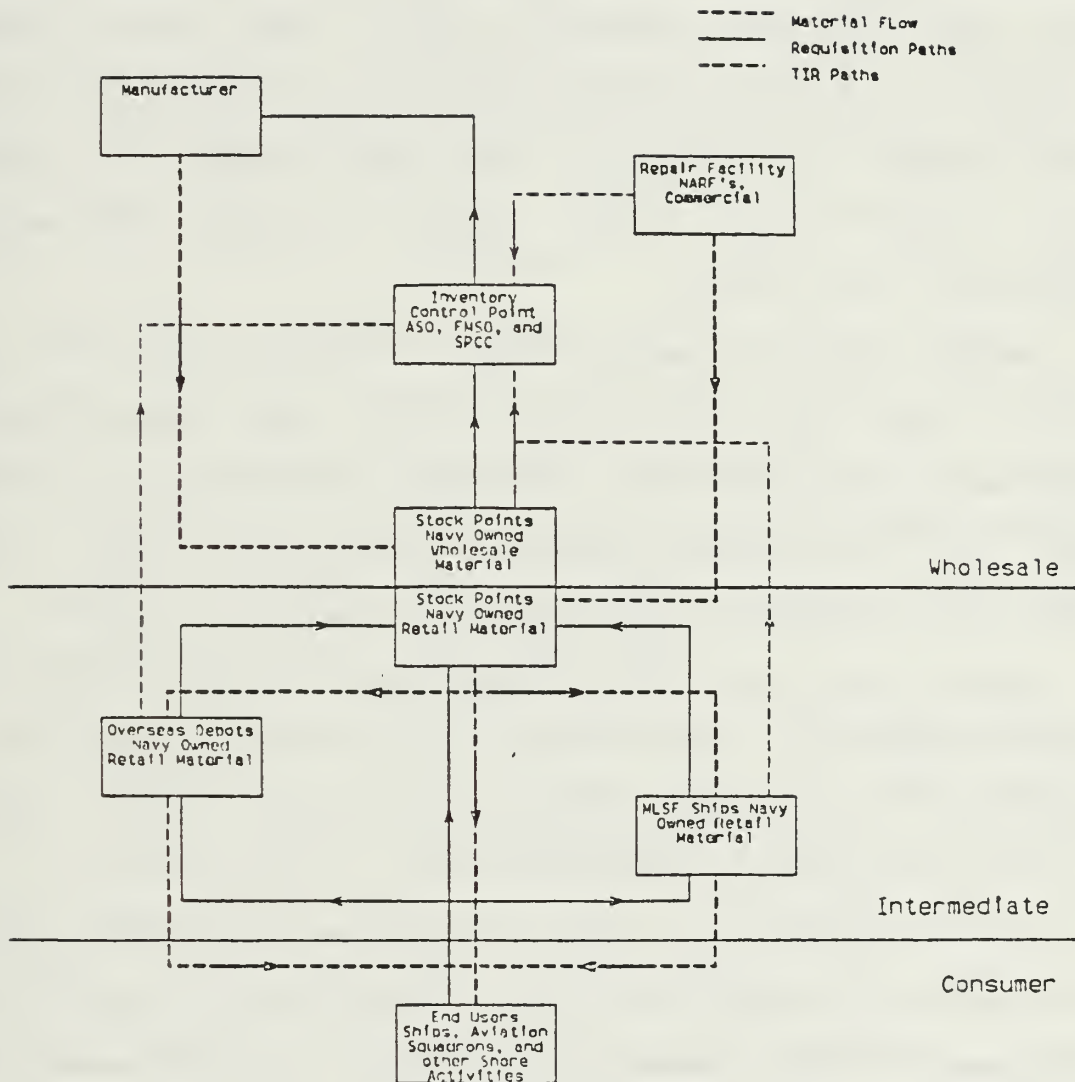 Material FLow
Requisition Paths
TIR Paths
Manufacturer
Repair Facility
NARF's,
Commercial
Inventory
Control Point
ASO, FMSO, and
SPCC
Stock Points
Navy Owned
Wholesale
Material
Wholesale
Stock Points
Navy Owned
Retail Material
Overseas Depots
Navy Owned
Retail Material
MLSF Ships Navy
Owned Retail
Material
Intermediate
Consumer
End Users
Ships, Aviation
Squadrons, and
other Shore
Activities